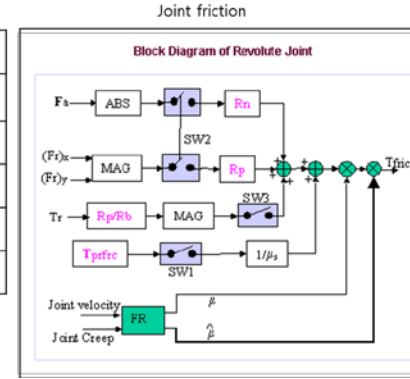 Joint friction
Block Diagram of Revolute Joint
Fa
ABS
Rn
SW2
(Fr)x
(Fr)y
MAG
Rp
Tr
Rp/Rb
MAG
SW3
Tprfrc
SW1
1/μs
+
+
+
+
+
+
Tfric
Joint velocity
Joint Creep
FR
μ
μ̂